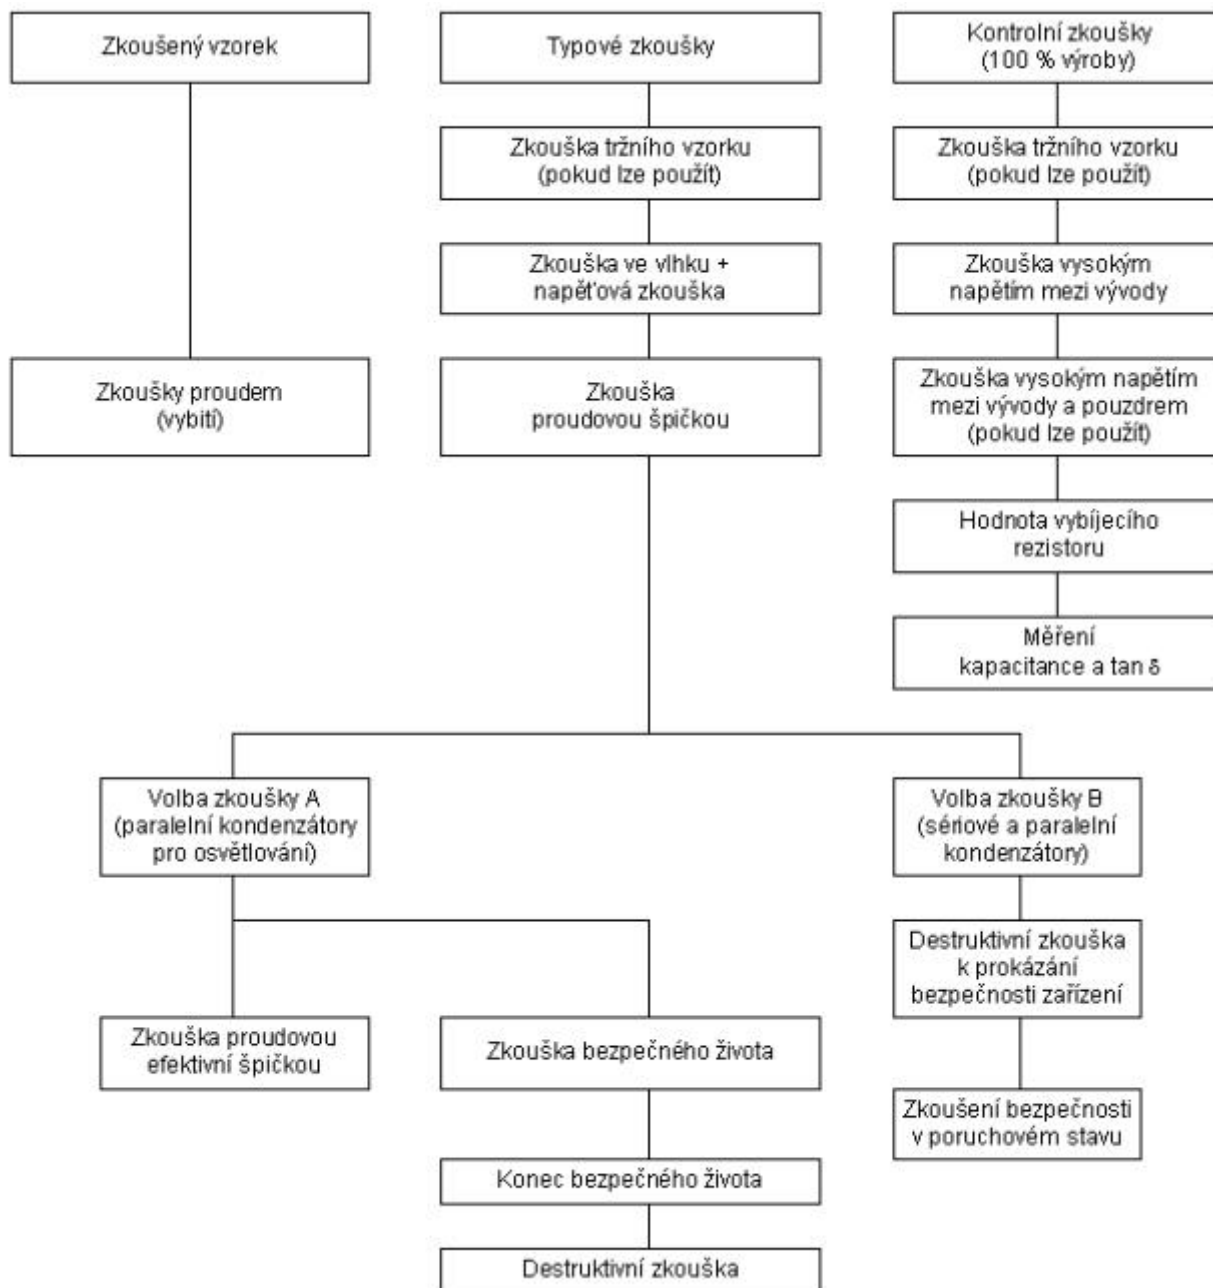 Zkoušený vzorek
Typové zkoušky
Kontrolní zkoušky
(100 % výroby)
Zkouška tržního vzorku
(pokud lze použít)
Zkouška tržního vzorku
(pokud lze použít)
Zkouška ve vlhku +
napěťová zkouška
Zkouška vysokým
napětím mezi vývody
Zkoušky proudem
(vybití)
Zkouška
proudovou špičkou
Zkouška vysokým napětím
mezi vývody a pouzdrem
(pokud lze použít)
Hodnota vybíjecího
rezistoru
Měření
kapacitance a tan δ
Volba zkoušky A
(paralelní kondenzátory
pro osvětlování)
Volba zkoušky B
(sériové a paralelní
kondenzátory)
Destruktivní zkouška
k prokázání
bezpečnosti zařízení
Zkouška proudovou
efektivní špičkou
Zkouška bezpečného života
Zkoušení bezpečnosti
v poruchovém stavu
Konec bezpečného života
Destruktivní zkouška